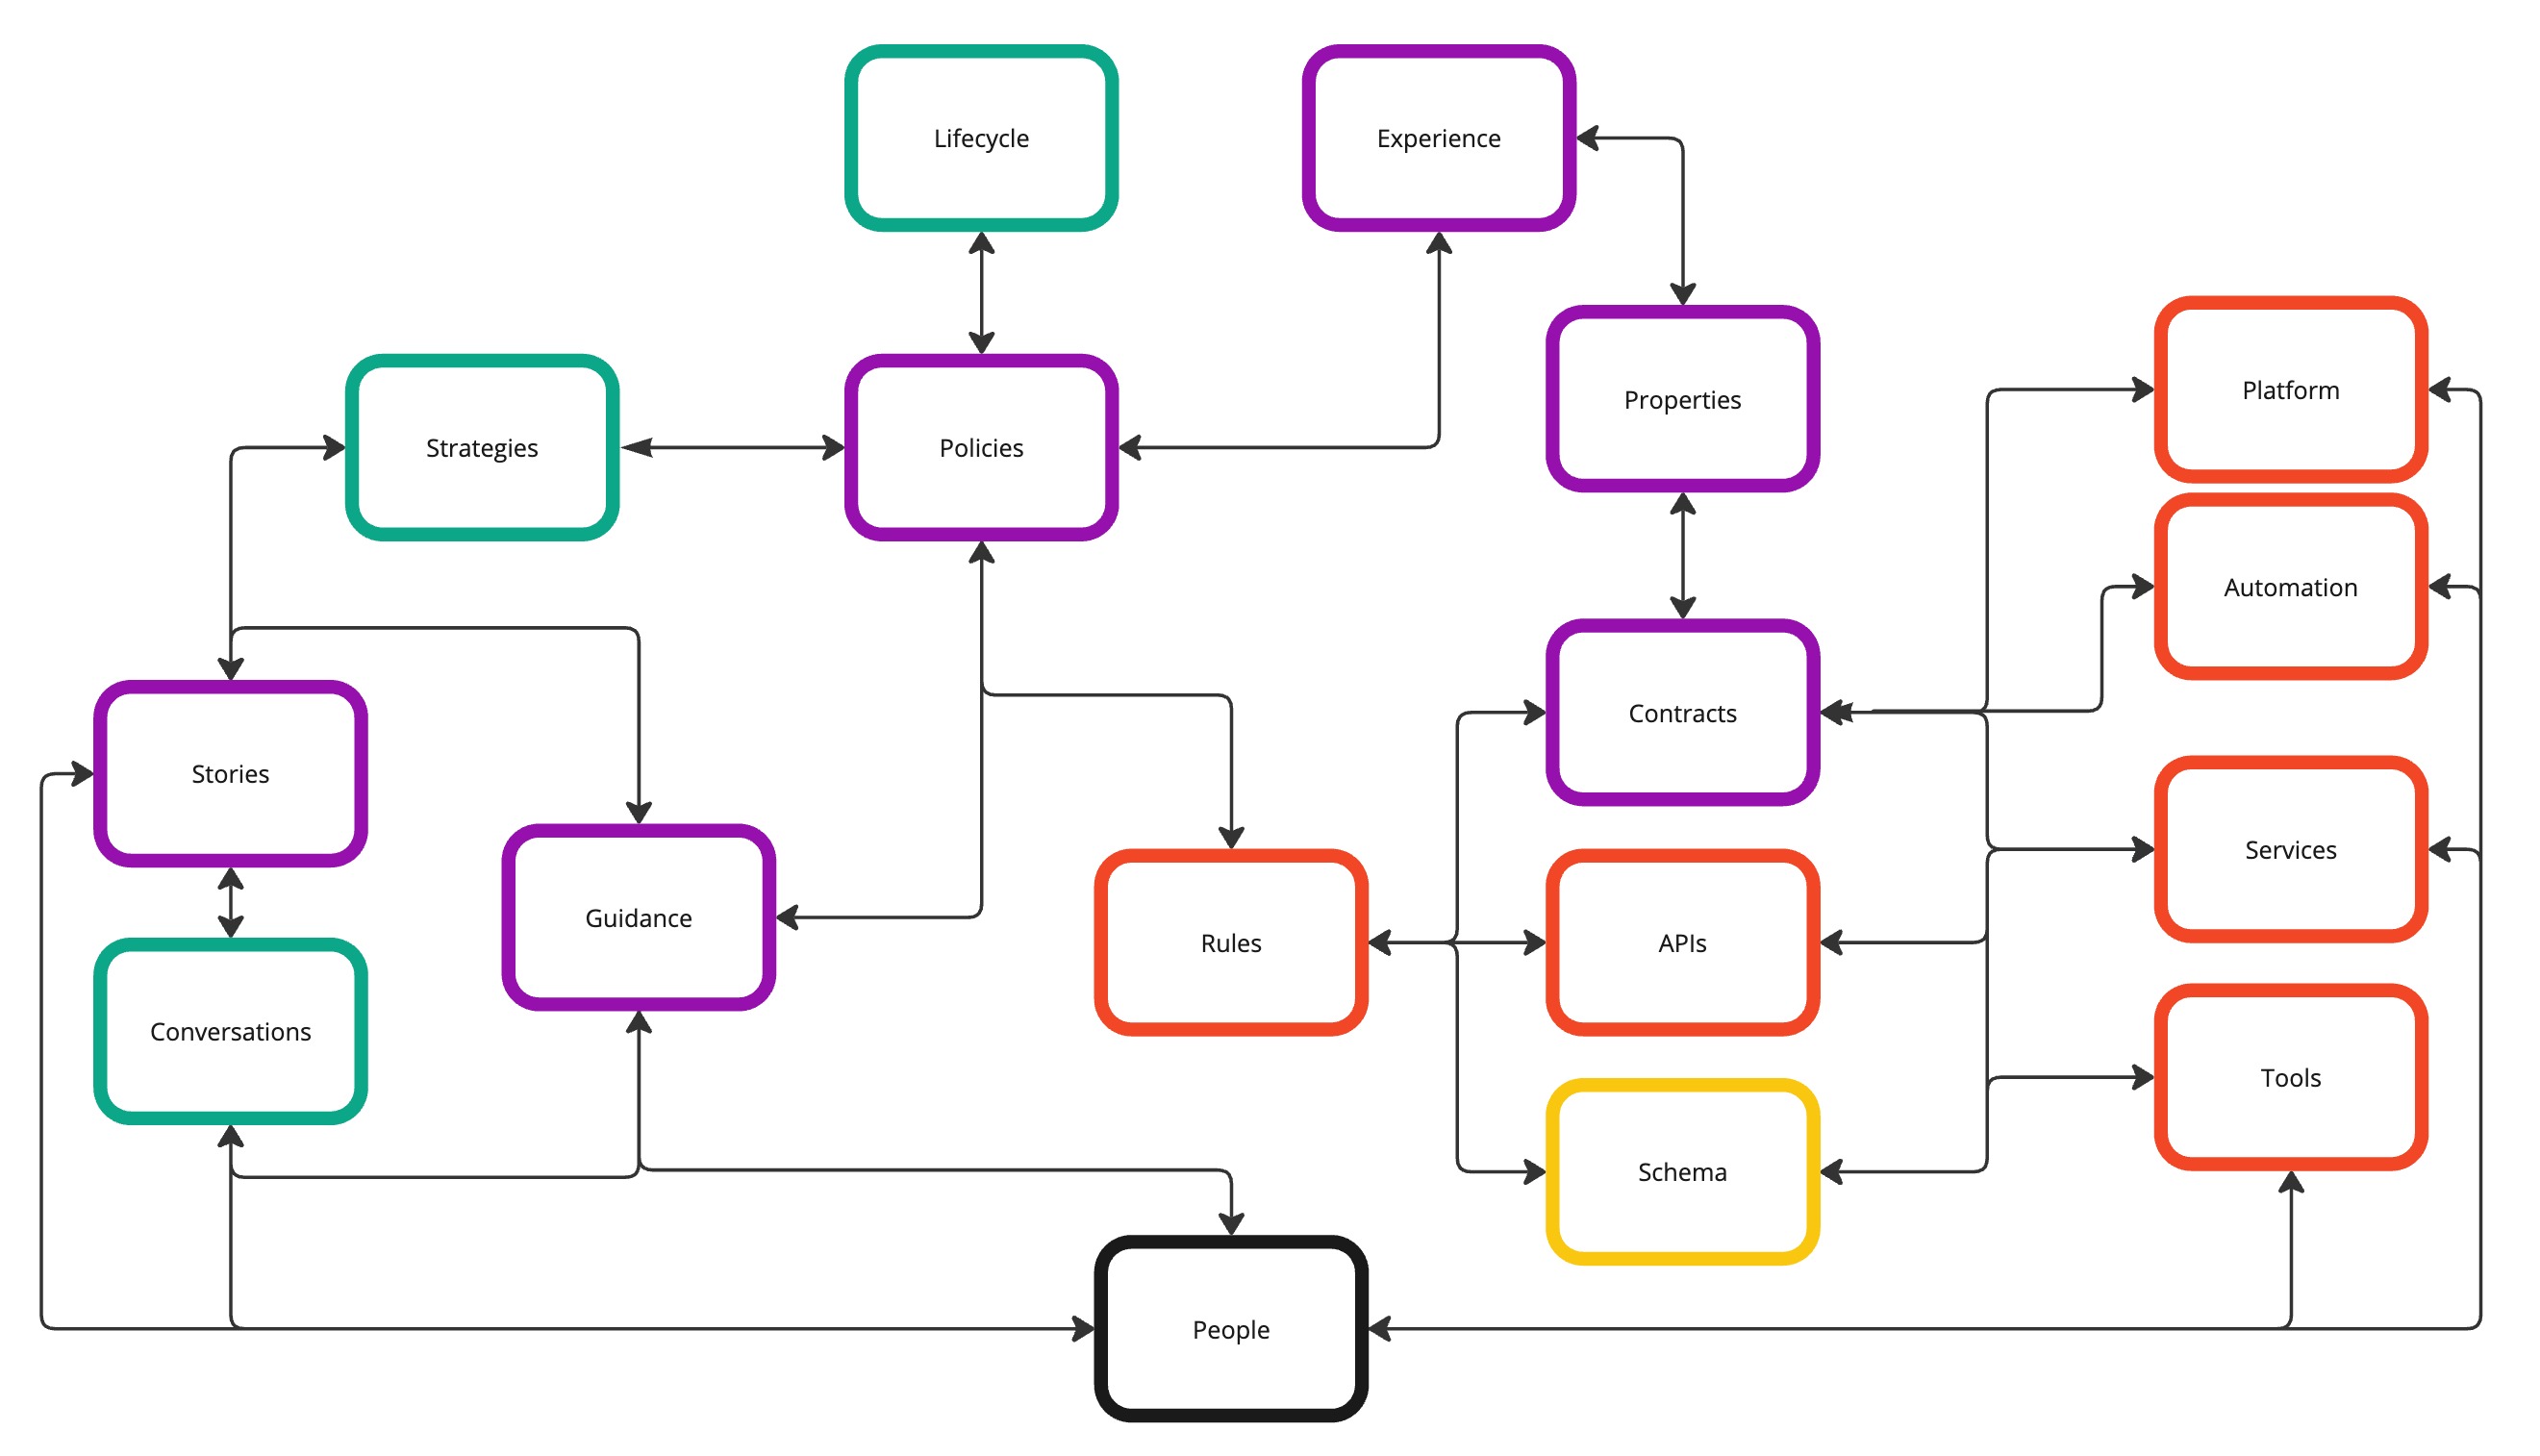 Lifecycle
Experience
Strategies
Policies
Properties
Platform
Automation
Contracts
Stories
Services
Guidance
Rules
APIs
Conversations
Tools
Schema
People